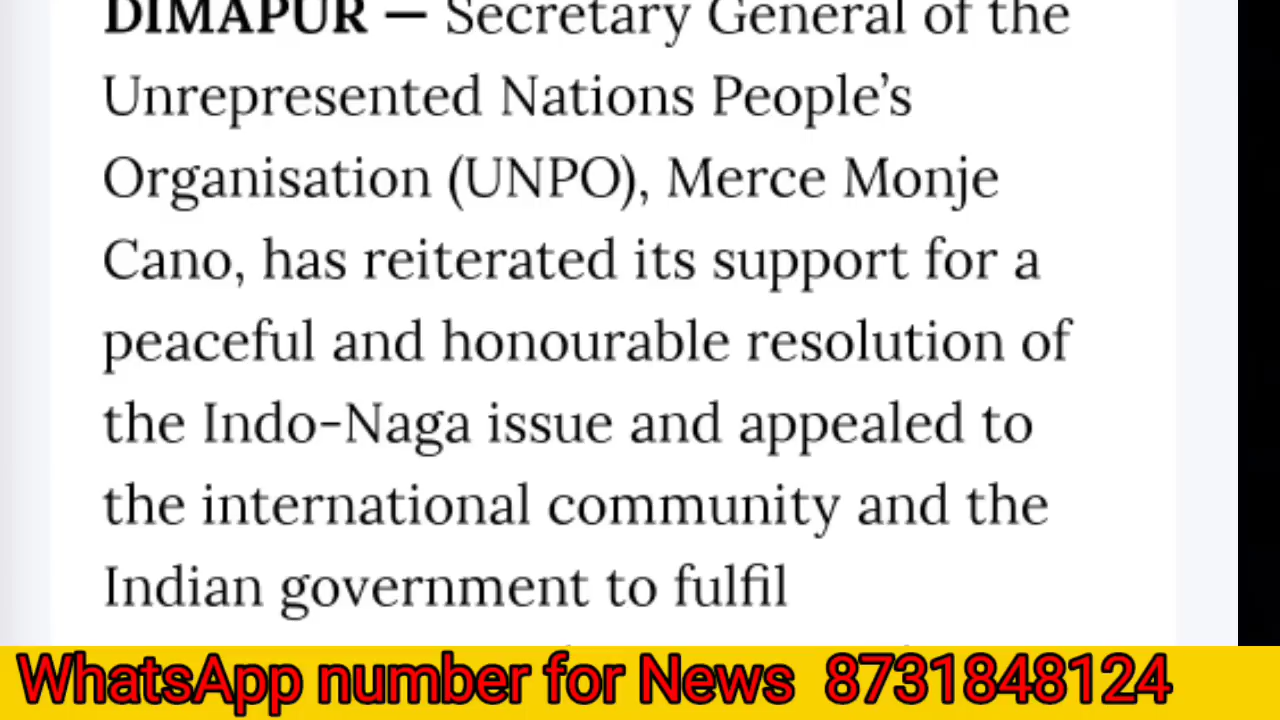 DIMAPUR — Secretary General of the
Unrepresented Nations People’s
Organisation (UNPO), Merce Monje
Cano, has reiterated its support for a
peaceful and honourable resolution of
the Indo-Naga issue and appealed to
the international community and the
Indian government to fulfil
WhatsApp number for News 8731848124